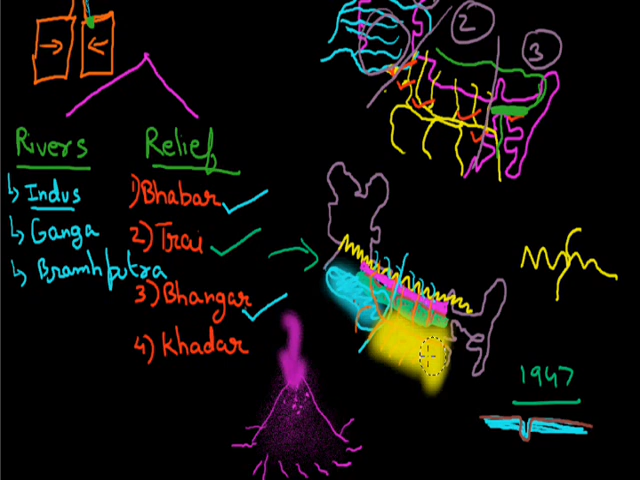 2
3
Rivers
Indus
Ganga
Bramhputra
Relief
1) Bhabar
2) Trai
3) Bhangar
4) Khadar
1947